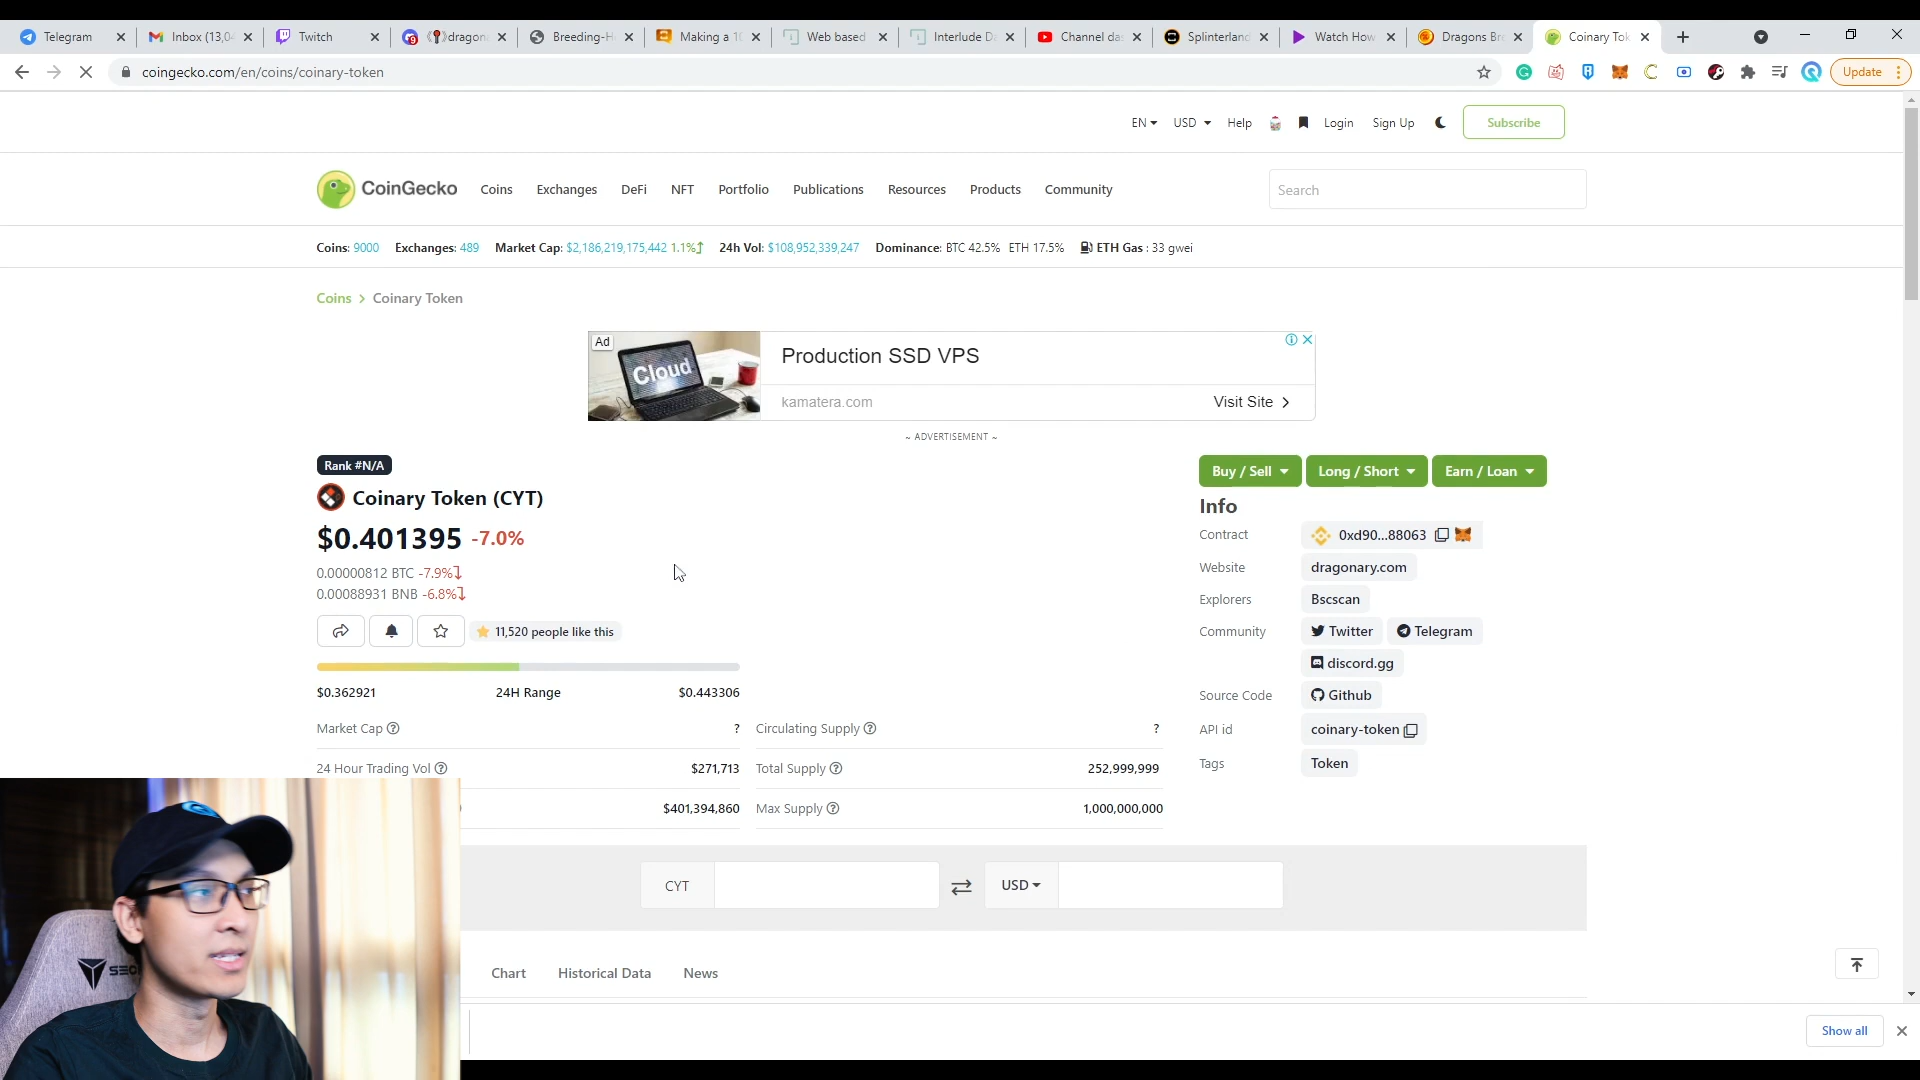 Telegram
Inbox (13,04
Twitch
dragon
Breeding-H
Making a 1
Web based
Interlude D
Channel da
Splinterland
Watch How
Dragons Bre
Coinary Tok
coingecko.com/en/coins/coinary-token
Update
EN
USD
Help
Login
Sign Up
Subscribe
CoinGecko
Coins
Exchanges
DeFi
NFT
Portfolio
Publications
Resources
Products
Community
Search
Coins: 9000 Exchanges: 489 Market Cap: $2,186,219,175,442 1.1% 24h Vol: $108,952,339,247 Dominance: BTC 42.5% ETH 17.5% ETH Gas : 33 gwei
Coins > Coinary Token
Ad
Cloud
Production SSD VPS
kamatera.com
Visit Site
~ ADVERTISEMENT ~
Rank #N/A
Coinary Token (CYT)
$0.401395 -7.0%
0.00000812 BTC -7.9%
0.00088931 BNB -6.8%
11,520 people like this
$0.362921 24H Range $0.443306
Market Cap ?
Circulating Supply ?
24 Hour Trading Vol $271,713
Total Supply 252,999,999
$401,394,860
Max Supply 1,000,000,000
Buy / Sell
Long / Short
Earn / Loan
Info
Contract 0xd90...88063
Website dragonary.com
Explorers Bscscan
Community Twitter Telegram
discord.gg
Source Code Github
API id coinary-token
Tags Token
CYT
USD
Chart
Historical Data
News
Show all